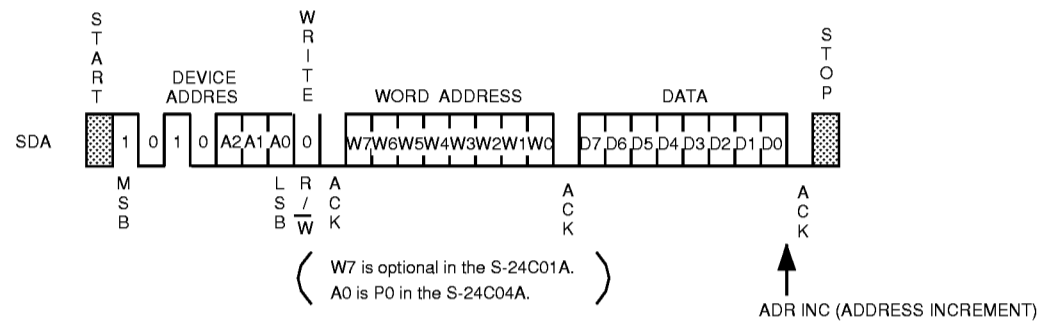 START
WRITE
STOP
DEVICE
ADDRES
WORD ADDRESS
DATA
SDA
1 0 1 0 A2 A1 A0 0
W7 W6 W5 W4 W3 W2 W1 W0
D7 D6 D5 D4 D3 D2 D1 D0
MSB
LSB
R/W
ACK
ACK
ACK
W7 is optional in the S-24C01A.
A0 is P0 in the S-24C04A.
ADR INC (ADDRESS INCREMENT)